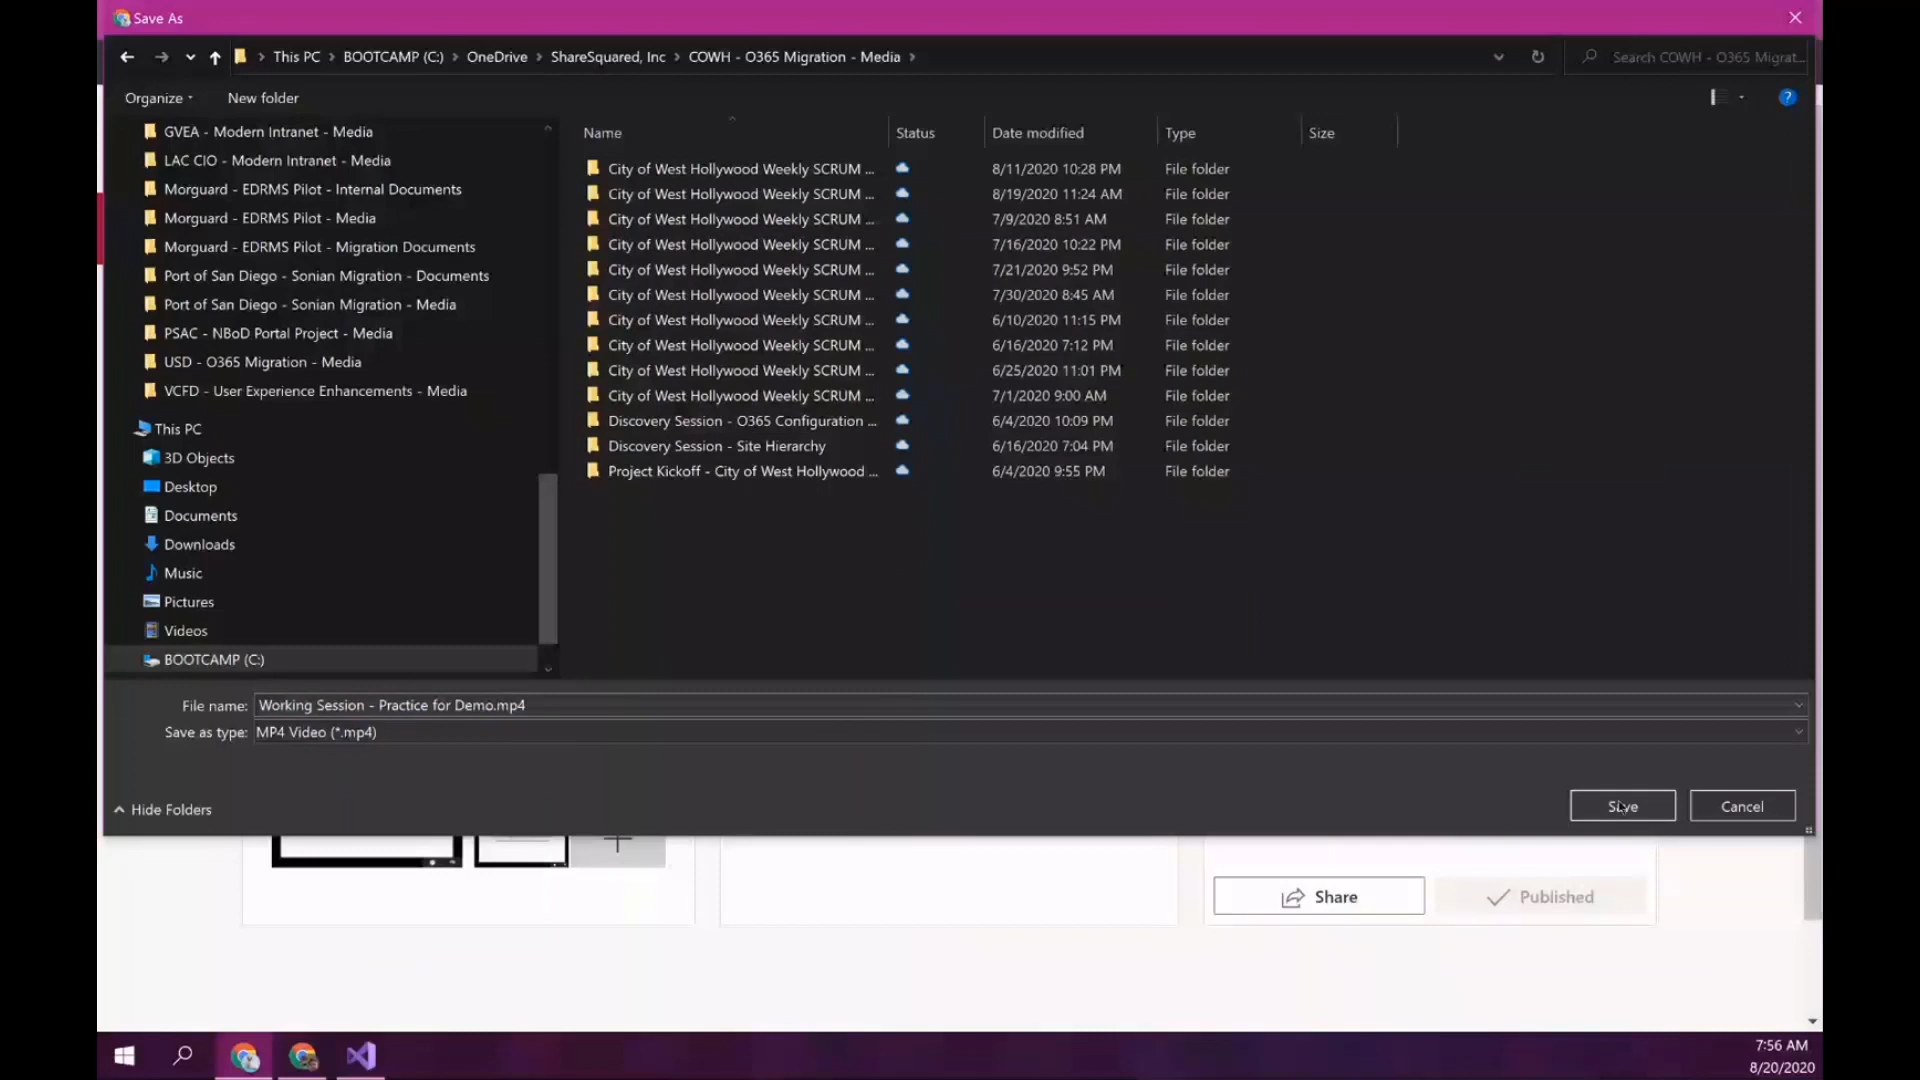 Save As
This PC > BOOTCAMP (C:) > OneDrive > ShareSquared, Inc > COWH - O365 Migration - Media >
Search COWH - O365 Migrat...
Organize
New folder
GVEA - Modern Intranet - Media
LAC CIO - Modern Intranet - Media
Morguard - EDRMS Pilot - Internal Documents
Morguard - EDRMS Pilot - Media
Morguard - EDRMS Pilot - Migration Documents
Port of San Diego - Sonian Migration - Documents
Port of San Diego - Sonian Migration - Media
PSAC - NBoD Portal Project - Media
USD - O365 Migration - Media
VCFD - User Experience Enhancements - Media
This PC
3D Objects
Desktop
Documents
Downloads
Music
Pictures
Videos
BOOTCAMP (C:)
Name Status Date modified Type Size
City of West Hollywood Weekly SCRUM ... 8/11/2020 10:28 PM File folder
City of West Hollywood Weekly SCRUM ... 8/19/2020 11:24 AM File folder
City of West Hollywood Weekly SCRUM ... 7/9/2020 8:51 AM File folder
City of West Hollywood Weekly SCRUM ... 7/16/2020 10:22 PM File folder
City of West Hollywood Weekly SCRUM ... 7/21/2020 9:52 PM File folder
City of West Hollywood Weekly SCRUM ... 7/30/2020 8:45 AM File folder
City of West Hollywood Weekly SCRUM ... 6/10/2020 11:15 PM File folder
City of West Hollywood Weekly SCRUM ... 6/16/2020 7:12 PM File folder
City of West Hollywood Weekly SCRUM ... 6/25/2020 11:01 PM File folder
City of West Hollywood Weekly SCRUM ... 7/1/2020 9:00 AM File folder
Discovery Session - O365 Configuration ... 6/4/2020 10:09 PM File folder
Discovery Session - Site Hierarchy 6/16/2020 7:04 PM File folder
Project Kickoff - City of West Hollywood ... 6/4/2020 9:55 PM File folder
File name: Working Session - Practice for Demo.mp4
Save as type: MP4 Video (*.mp4)
Hide Folders
Save
Cancel
Share
Published
7:56 AM
8/20/2020